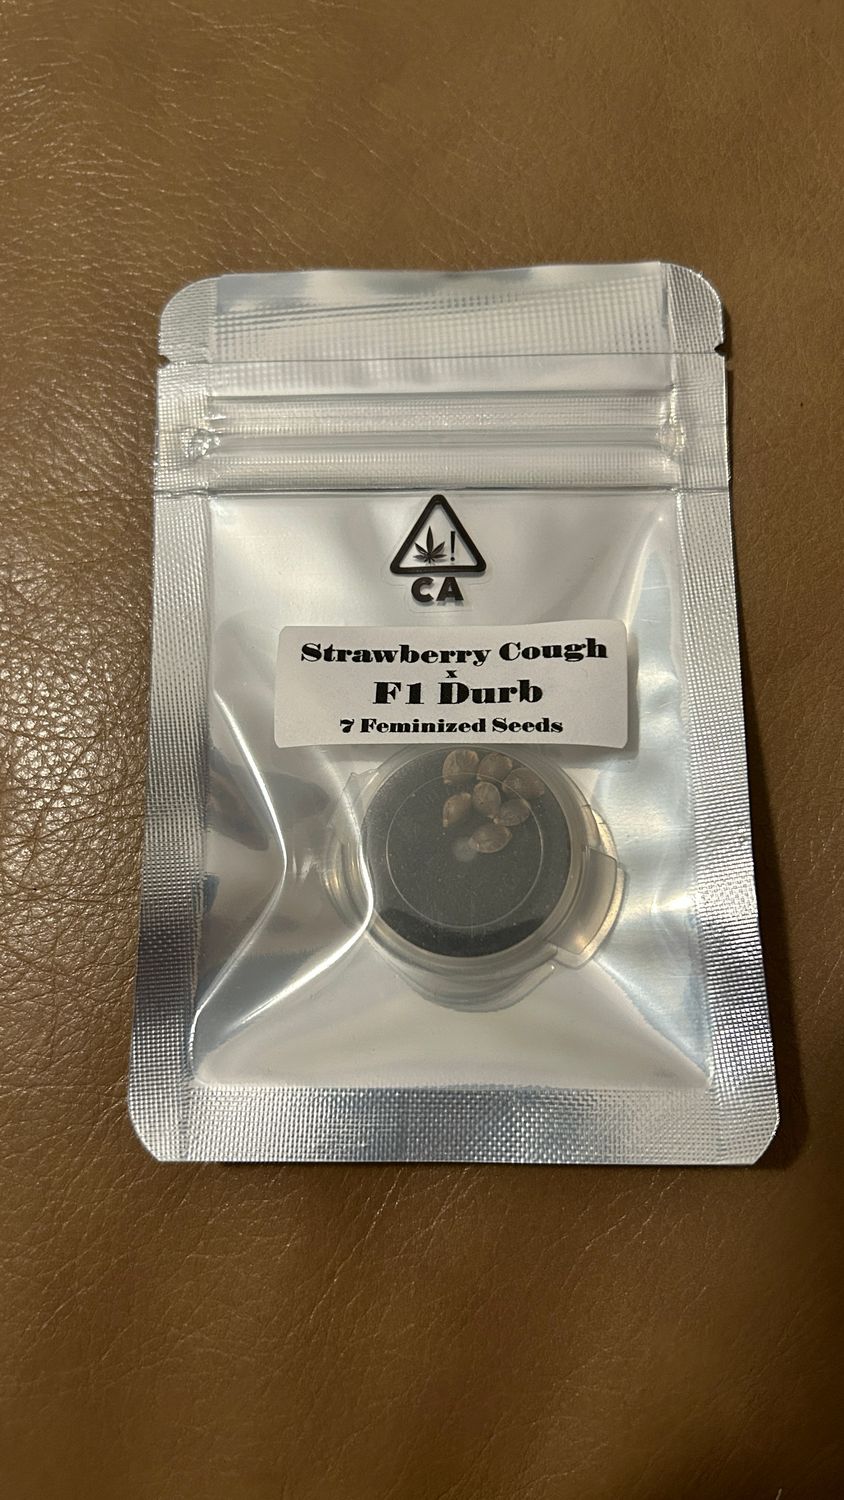 !
CA
Strawberry Cough
x
F1 Durb
7 Feminized Seeds